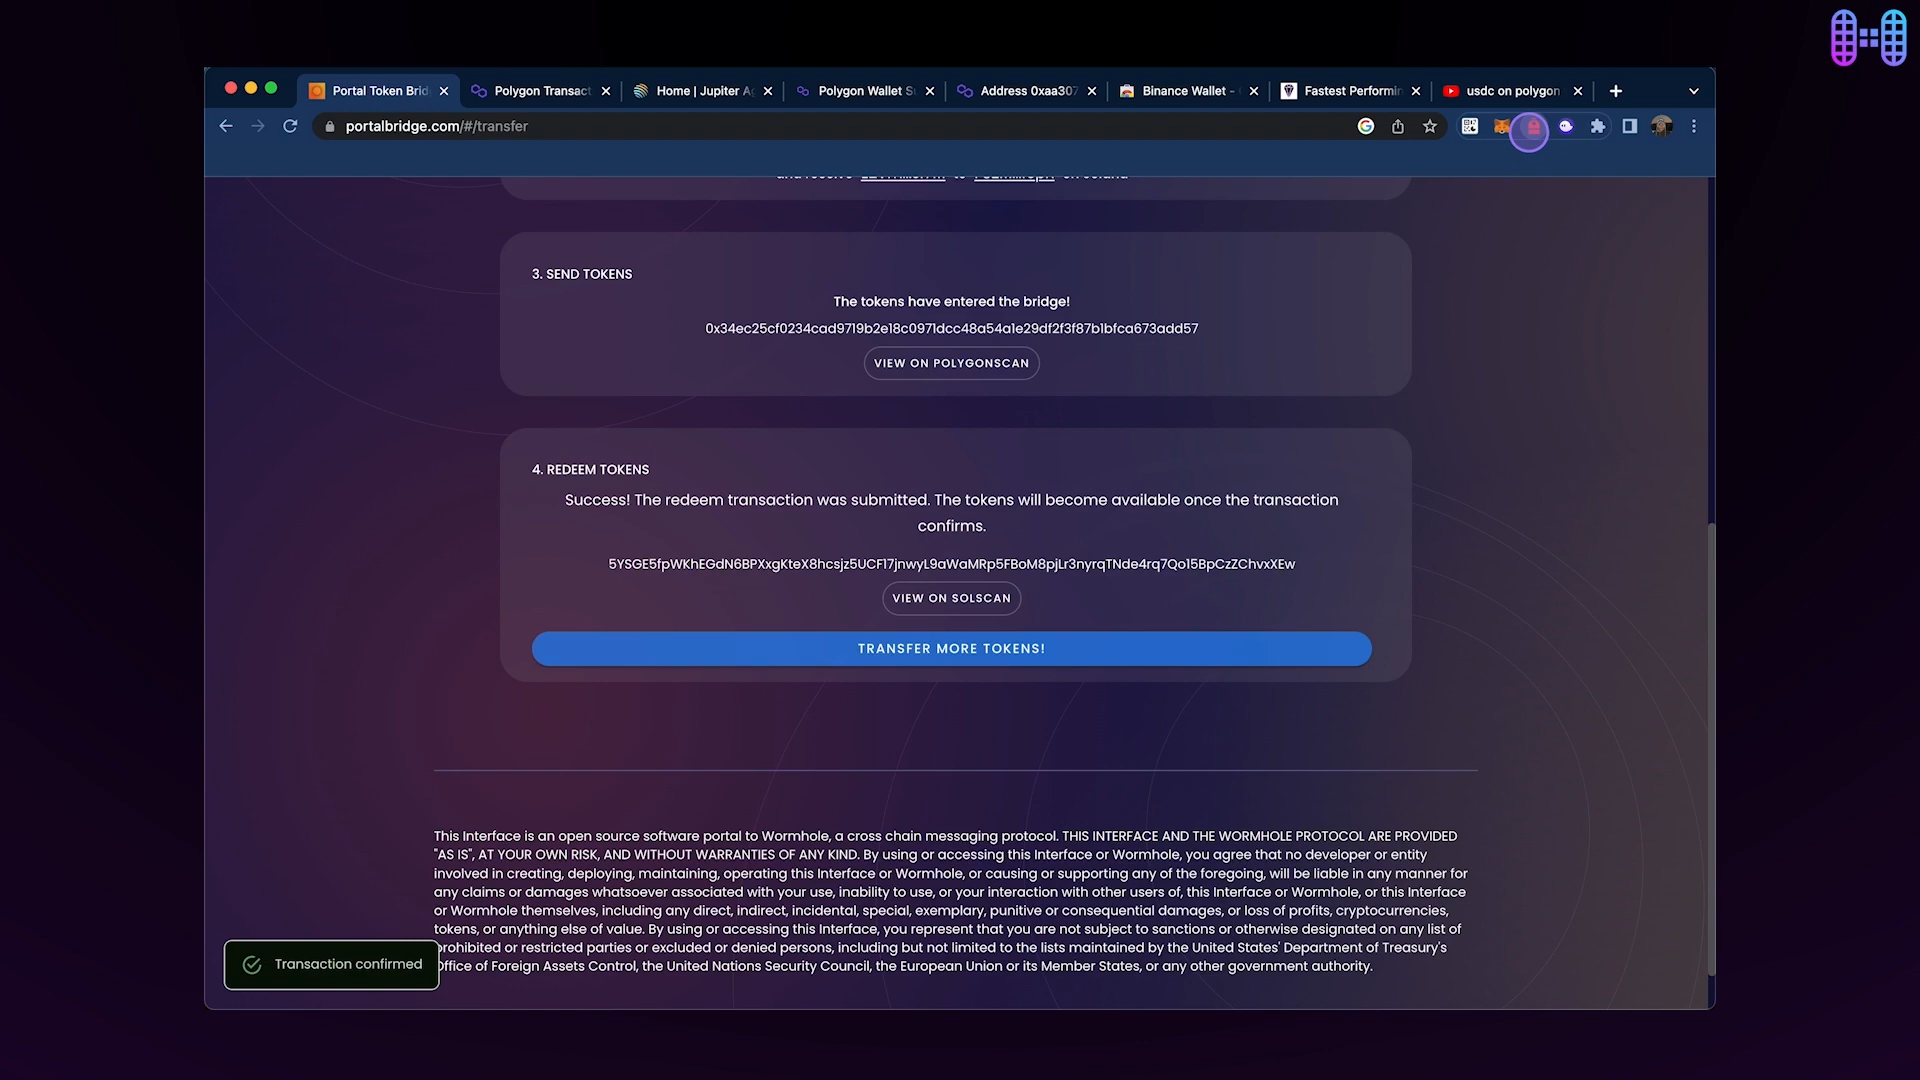 Portal Token Brid
Polygon Transact
Home | Jupiter Ag
Polygon Wallet Su
Address 0xaa307
Binance Wallet -
Fastest Performin
usdc on polygon
portalbridge.com/#/transfer
and receive
to
on Solana
3. SEND TOKENS
The tokens have entered the bridge!
0x34ec25cf0234cad9719b2e18c0971dcc48a54a1e29df2f3f87b1bfca673add57
VIEW ON POLYGONSCAN
4. REDEEM TOKENS
Success! The redeem transaction was submitted. The tokens will become available once the transaction
confirms.
5YSGE5fpWKhEGdN6BPXxgKteX8hcsjz5UCF17jnwyL9aWaMRp5FBoM8pjLr3nyrqTNde4rq7Qo15BpCzZChvxXEw
VIEW ON SOLSCAN
TRANSFER MORE TOKENS!
This Interface is an open source software portal to Wormhole, a cross chain messaging protocol. THIS INTERFACE AND THE WORMHOLE PROTOCOL ARE PROVIDED
"AS IS", AT YOUR OWN RISK, AND WITHOUT WARRANTIES OF ANY KIND. By using or accessing this Interface or Wormhole, you agree that no developer or entity
involved in creating, deploying, maintaining, operating this Interface or Wormhole, or causing or supporting any of the foregoing, will be liable in any manner for
any claims or damages whatsoever associated with your use, inability to use, or your interaction with other users of, this Interface or Wormhole, or this Interface
or Wormhole themselves, including any direct, indirect, incidental, special, exemplary, punitive or consequential damages, or loss of profits, cryptocurrencies,
tokens, or anything else of value. By using or accessing this Interface, you represent that you are not subject to sanctions or otherwise designated on any list of
prohibited or restricted parties or excluded or denied persons, including but not limited to the lists maintained by the United States' Department of Treasury's
Office of Foreign Assets Control, the United Nations Security Council, the European Union or its Member States, or any other government authority.
Transaction confirmed